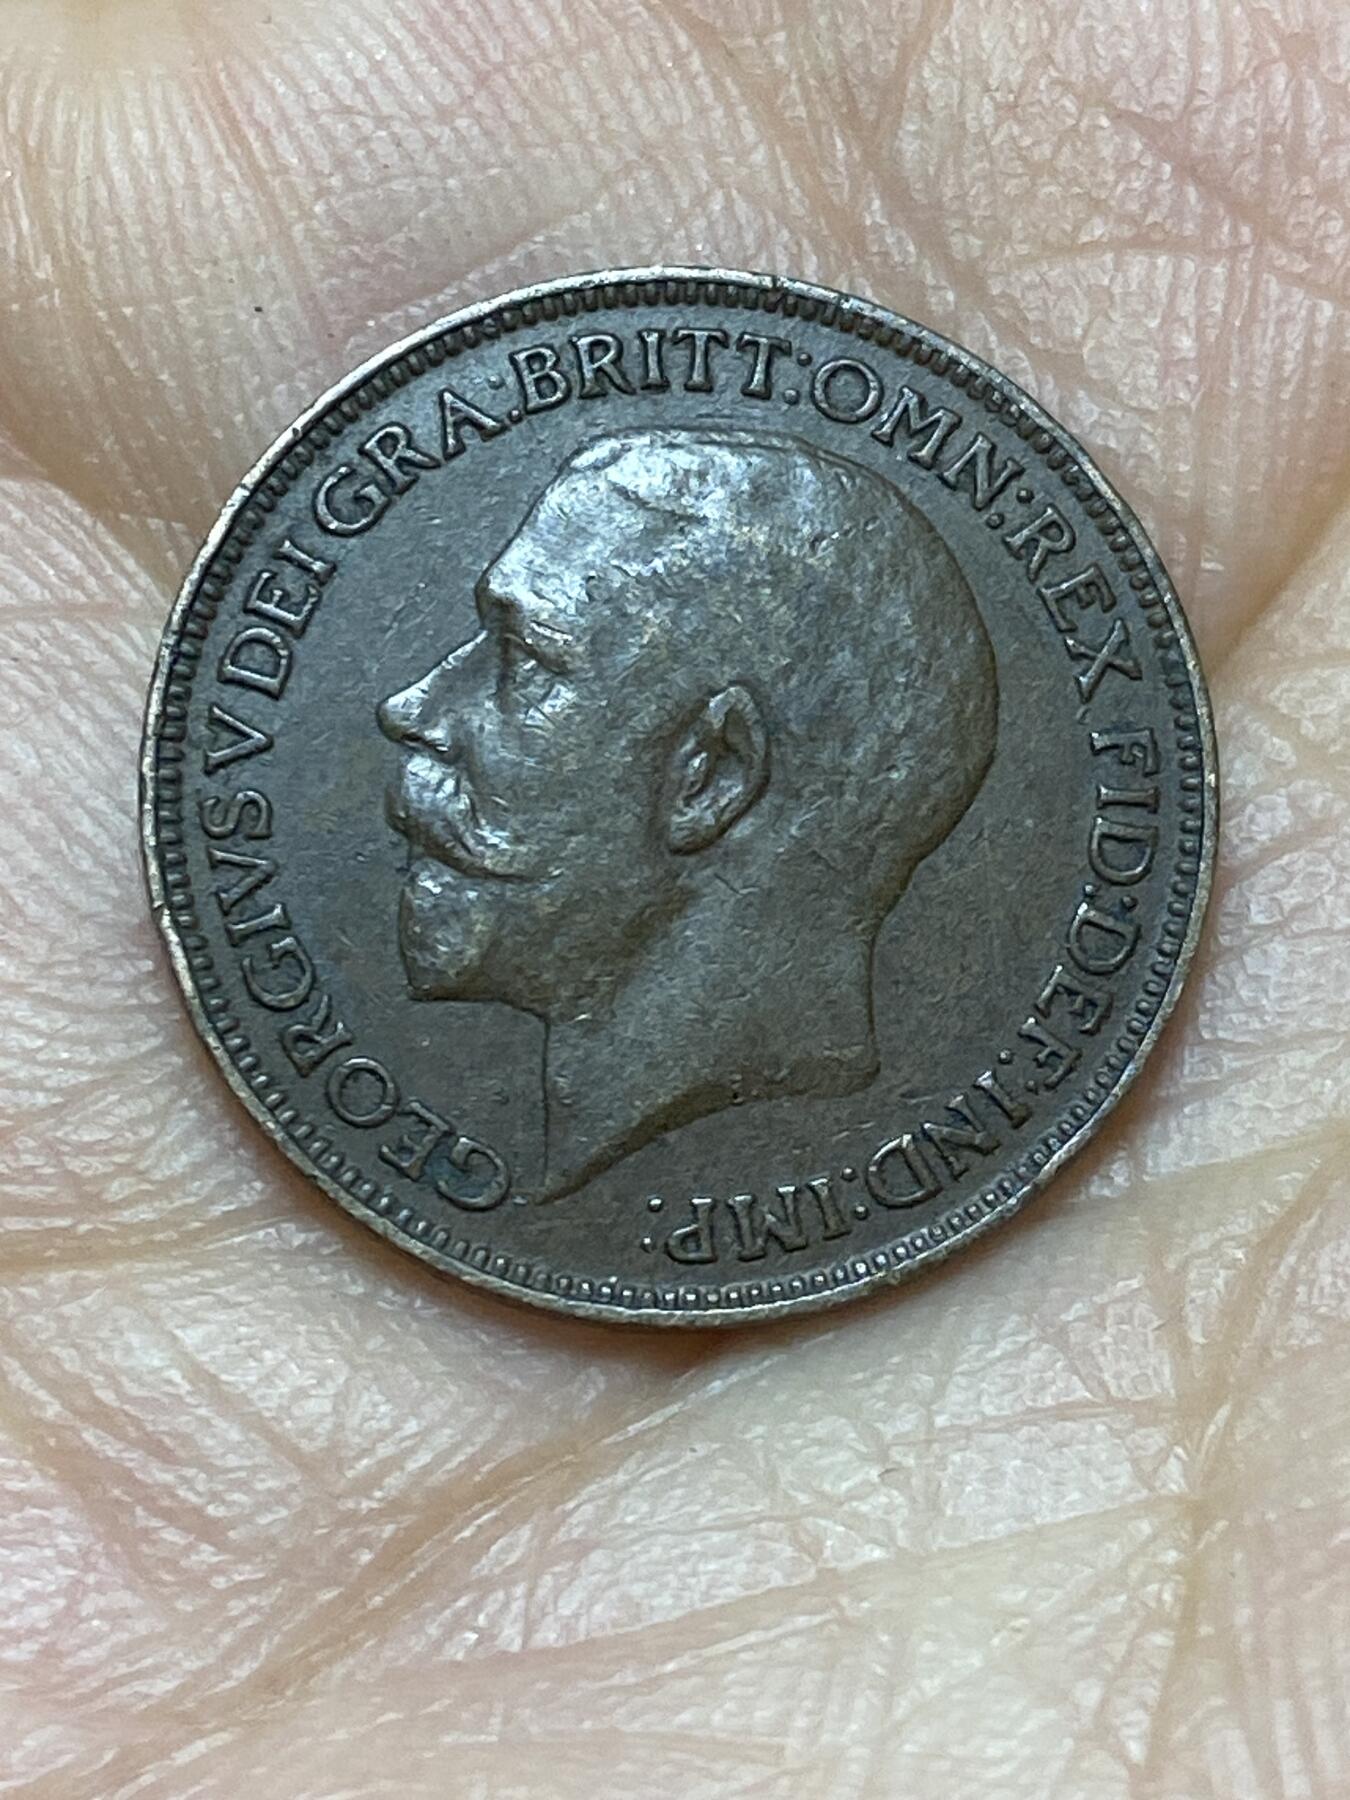 GEORGIVS V DEI GRA: BRITT: OMN: REX FID: DEF: IND: IMP: